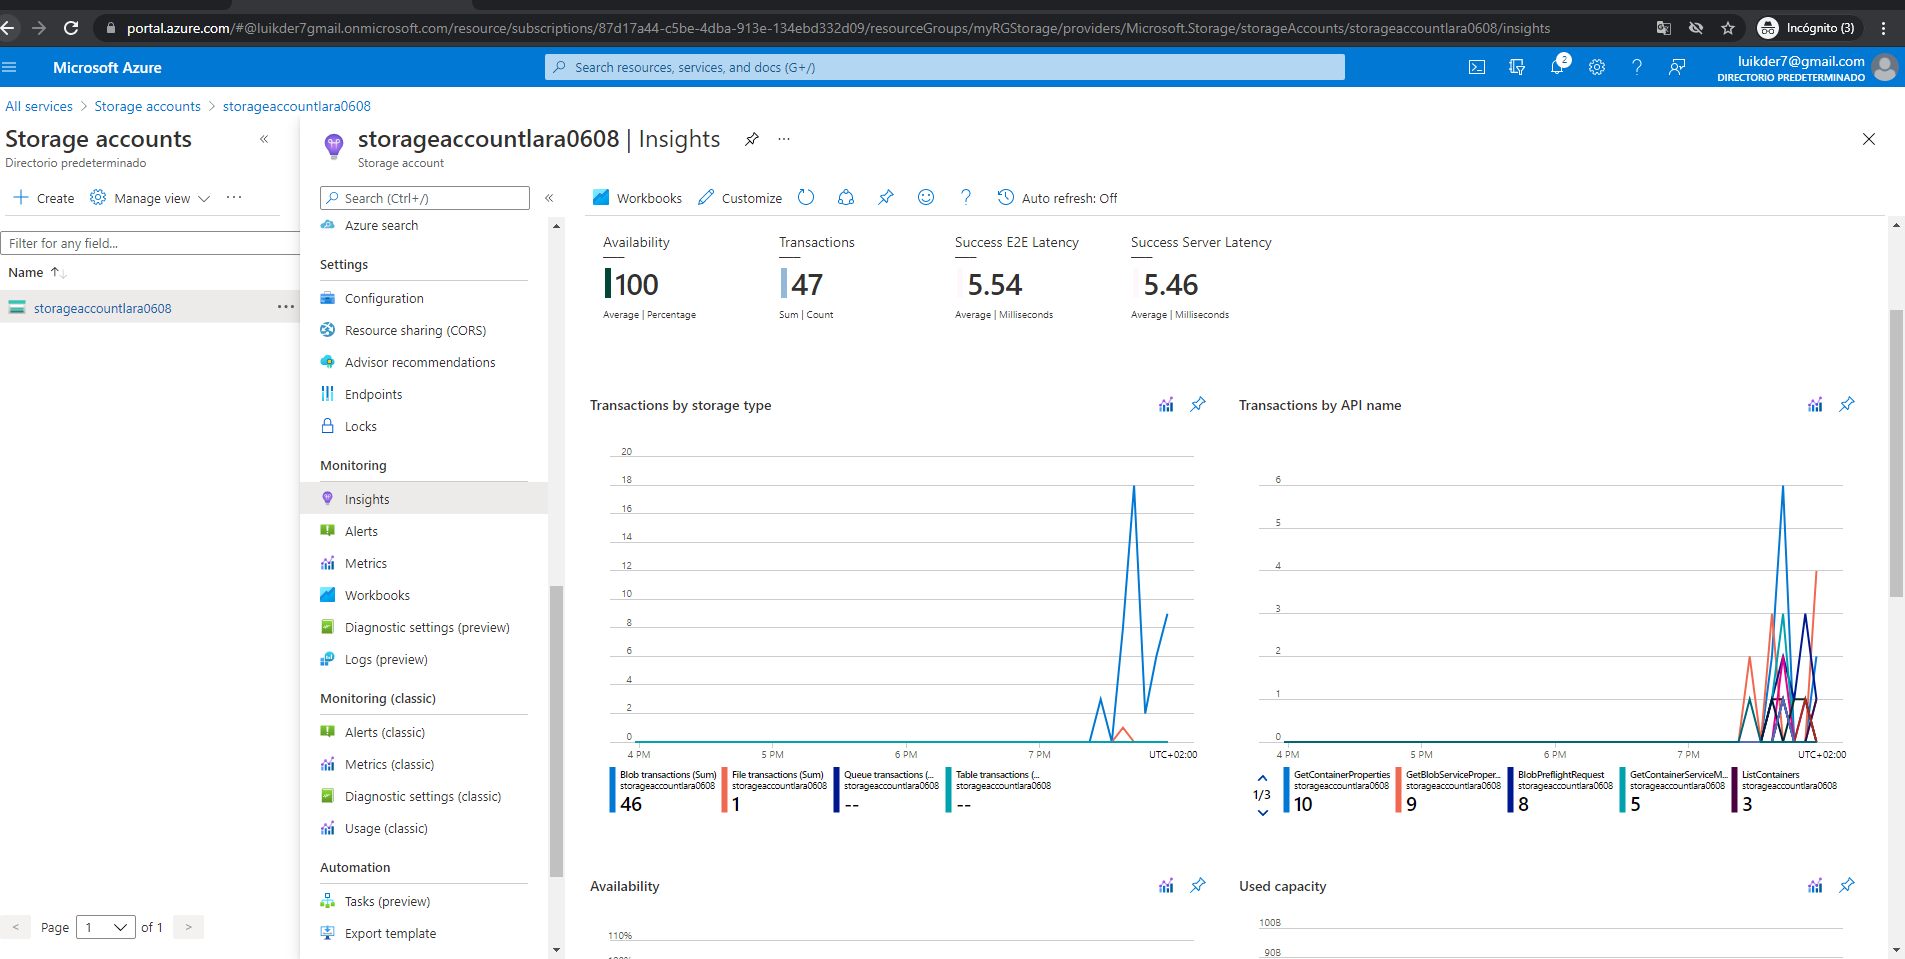 portal.azure.com/#@luikder7gmail.onmicrosoft.com/resource/subscriptions/87d17a44-c5be-4dba-913e-134ebd332d09/resourceGroups/myRGStorage/providers/Microsoft.Storage/storageAccounts/storageaccountlara0608/insights
Incógnito (3)
Microsoft Azure
Search resources, services, and docs (G+/)
2
luikder7@gmail.com
DIRECTORIO PREDETERMINADO
All services > Storage accounts > storageaccountlara0608
Storage accounts
Directorio predeterminado
Create
Manage view
Filter for any field...
Name
storageaccountlara0608
Page 1 of 1
storageaccountlara0608 | Insights
Storage account
Search (Ctrl+/)
Azure search
Settings
Configuration
Resource sharing (CORS)
Advisor recommendations
Endpoints
Locks
Monitoring
Insights
Alerts
Metrics
Workbooks
Diagnostic settings (preview)
Logs (preview)
Monitoring (classic)
Alerts (classic)
Metrics (classic)
Diagnostic settings (classic)
Usage (classic)
Automation
Tasks (preview)
Export template
Workbooks
Customize
Auto refresh: Off
Availability
100
Average | Percentage
Transactions
47
Sum | Count
Success E2E Latency
5.54
Average | Milliseconds
Success Server Latency
5.46
Average | Milliseconds
Transactions by storage type
20
18
16
14
12
10
8
6
4
2
0
4 PM
5 PM
6 PM
7 PM
UTC+02:00
Blob transactions (Sum)
storageaccountlara0608
46
File transactions (Sum)
storageaccountlara0608
1
Queue transactions (...
storageaccountlara0608
--
Table transactions (...
storageaccountlara0608
--
Transactions by API name
6
5
4
3
2
1
0
4 PM
5 PM
6 PM
7 PM
UTC+02:00
1/3
GetContainerProperties
storageaccountlara0608
10
GetBlobServiceProper...
storageaccountlara0608
9
BlobPreflightRequest
storageaccountlara0608
8
GetContainerServiceM...
storageaccountlara0608
5
ListContainers
storageaccountlara0608
3
Availability
110%
Used capacity
100B
90B